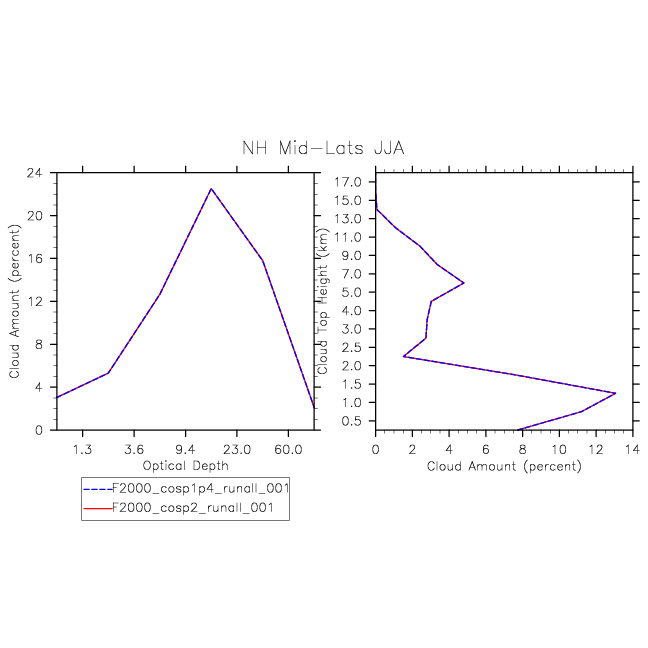 NH Mid-Lats JJA
24
20
16
12
8
4
0
Cloud Amount (percent)
1.3 3.6 9.4 23.0 60.0
Optical Depth
17.0
15.0
13.0
11.0
9.0
7.0
5.0
4.0
3.0
2.5
2.0
1.5
1.0
0.5
Cloud Top Height (km)
0 2 4 6 8 10 12 14
Cloud Amount (percent)
F2000_cosp1p4_runall_001
F2000_cosp2_runall_001